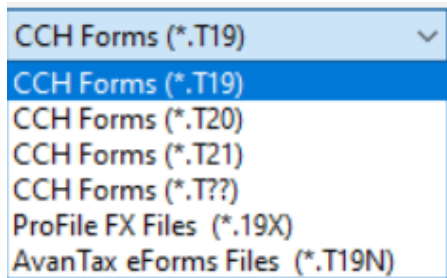 CCH Forms (*.T19)
CCH Forms (*.T19)
CCH Forms (*.T20)
CCH Forms (*.T21)
CCH Forms (*.T??)
ProFile FX Files  (*.19X)
AvanTax eForms Files  (*.T19N)